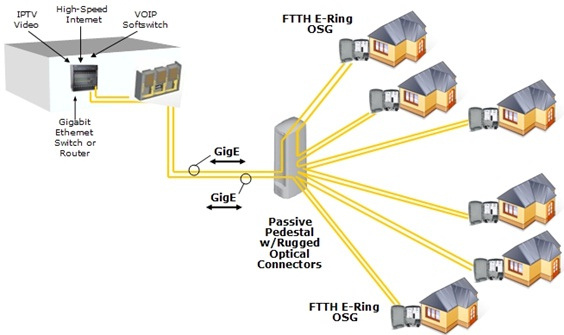 IPTV
Video
High-Speed
Internet
VOIP
Softswitch
Gigabit
Ethernet
Switch or
Router
GigE
GigE
Passive
Pedestal
w/Rugged
Optical
Connectors
FTTH E-Ring
OSG
FTTH E-Ring
OSG